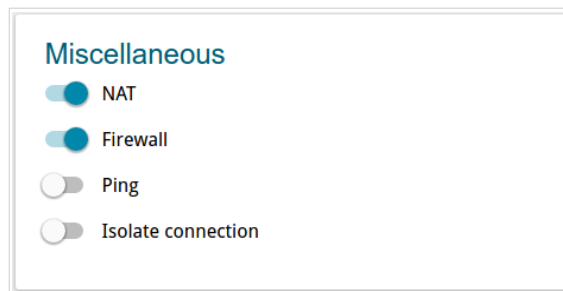 Miscellaneous
NAT
Firewall
Ping
Isolate connection